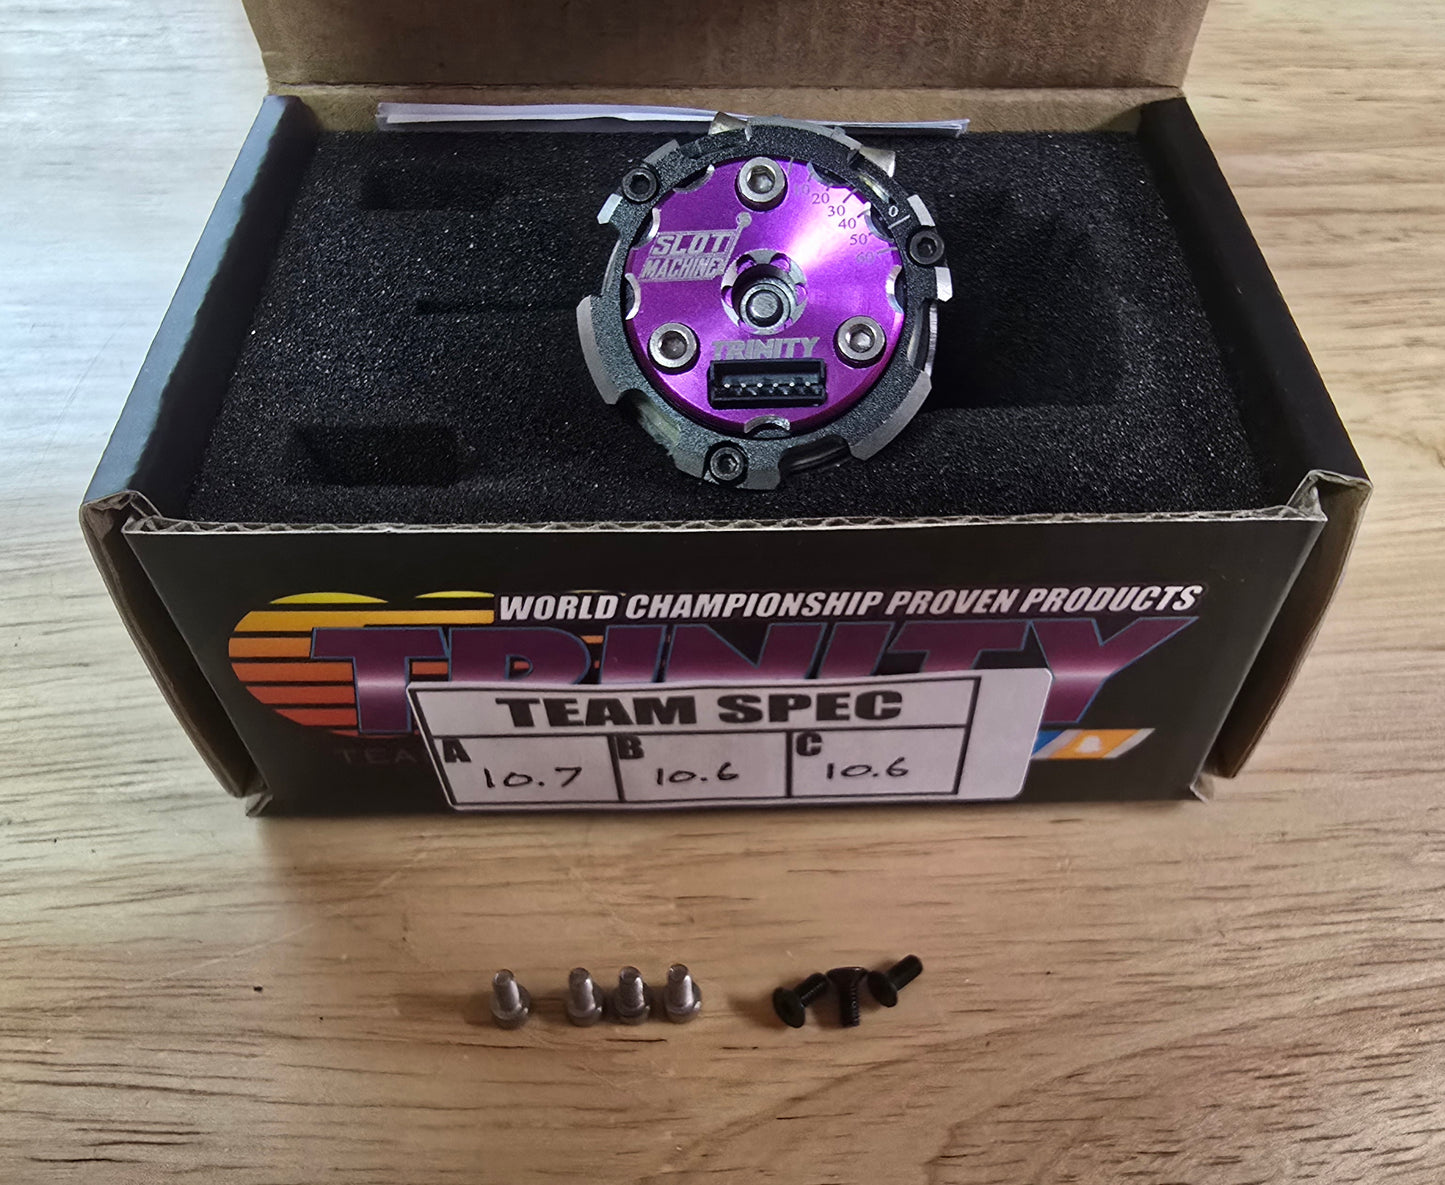 20
30
40
50
60
0
SLOT
MACHINE
TRINITY
WORLD CHAMPIONSHIP PROVEN PRODUCTS
TRINITY
TEAM SPEC
A B C
10.7 10.6 10.6